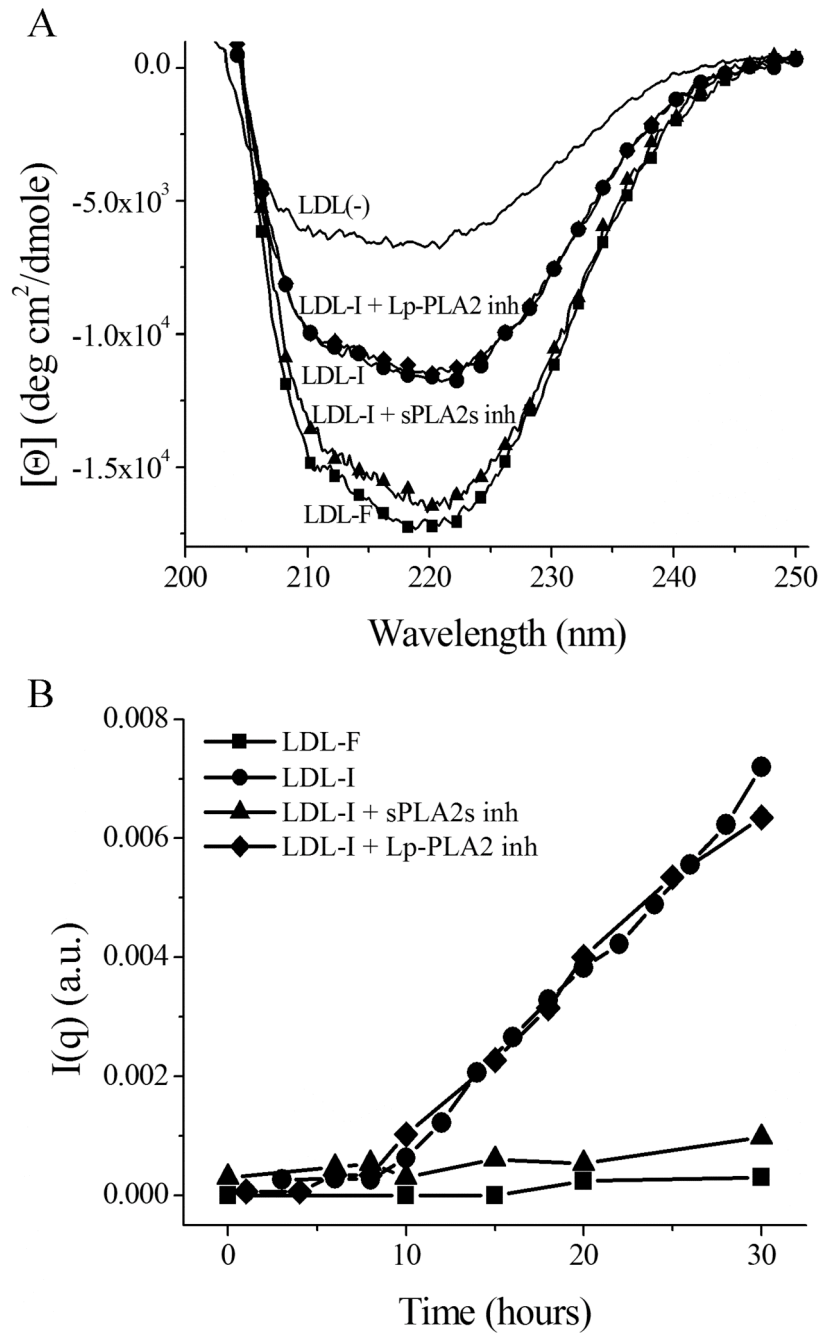 A
0.0
-5.0x10³
-1.0x10⁴
-1.5x10⁴
[Θ] (deg cm²/dmole)
LDL(-)
LDL-I + Lp-PLA2 inh
LDL-I
LDL-I + sPLA2s inh
LDL-F
200 210 220 230 240 250
Wavelength (nm)
B
0.008
0.006
0.004
0.002
0.000
I(q) (a.u.)
LDL-F
LDL-I
LDL-I + sPLA2s inh
LDL-I + Lp-PLA2 inh
0 10 20 30
Time (hours)